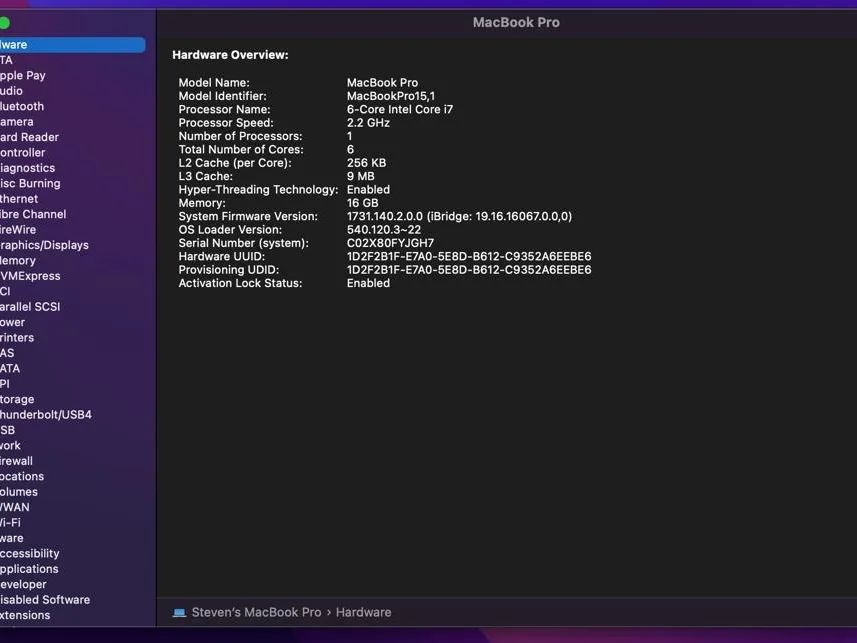 MacBook Pro
ware
TA
pple Pay
udio
luetooth
amera
ard Reader
ontroller
iagnostics
isc Burning
thernet
ibre Channel
ireWire
raphics/Displays
emory
VMExpress
CI
arallel SCSI
ower
rinters
AS
ATA
PI
torage
hunderbolt/USB4
SB
work
irewall
ocations
olumes
WAN
i-Fi
ware
ccessibility
pplications
eveloper
isabled Software
xtensions
Hardware Overview:
Model Name: MacBook Pro
Model Identifier: MacBookPro15,1
Processor Name: 6-Core Intel Core i7
Processor Speed: 2.2 GHz
Number of Processors: 1
Total Number of Cores: 6
L2 Cache (per Core): 256 KB
L3 Cache: 9 MB
Hyper-Threading Technology: Enabled
Memory: 16 GB
System Firmware Version: 1731.140.2.0.0 (iBridge: 19.16.16067.0.0,0)
OS Loader Version: 540.120.3~22
Serial Number (system): C02X80FYJGH7
Hardware UUID: 1D2F2B1F-E7A0-5E8D-B612-C9352A6EEBE6
Provisioning UDID: 1D2F2B1F-E7A0-5E8D-B612-C9352A6EEBE6
Activation Lock Status: Enabled
Steven's MacBook Pro › Hardware